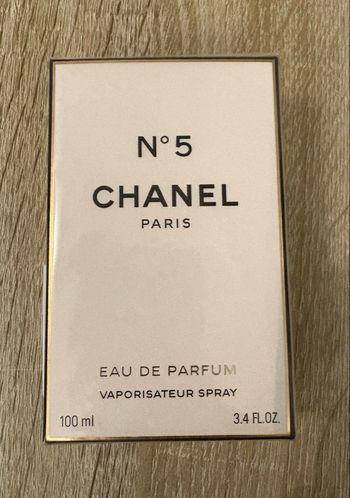 N°5
CHANEL
PARIS
EAU DE PARFUM
VAPORISATEUR SPRAY
100 ml 3.4 FL.OZ.